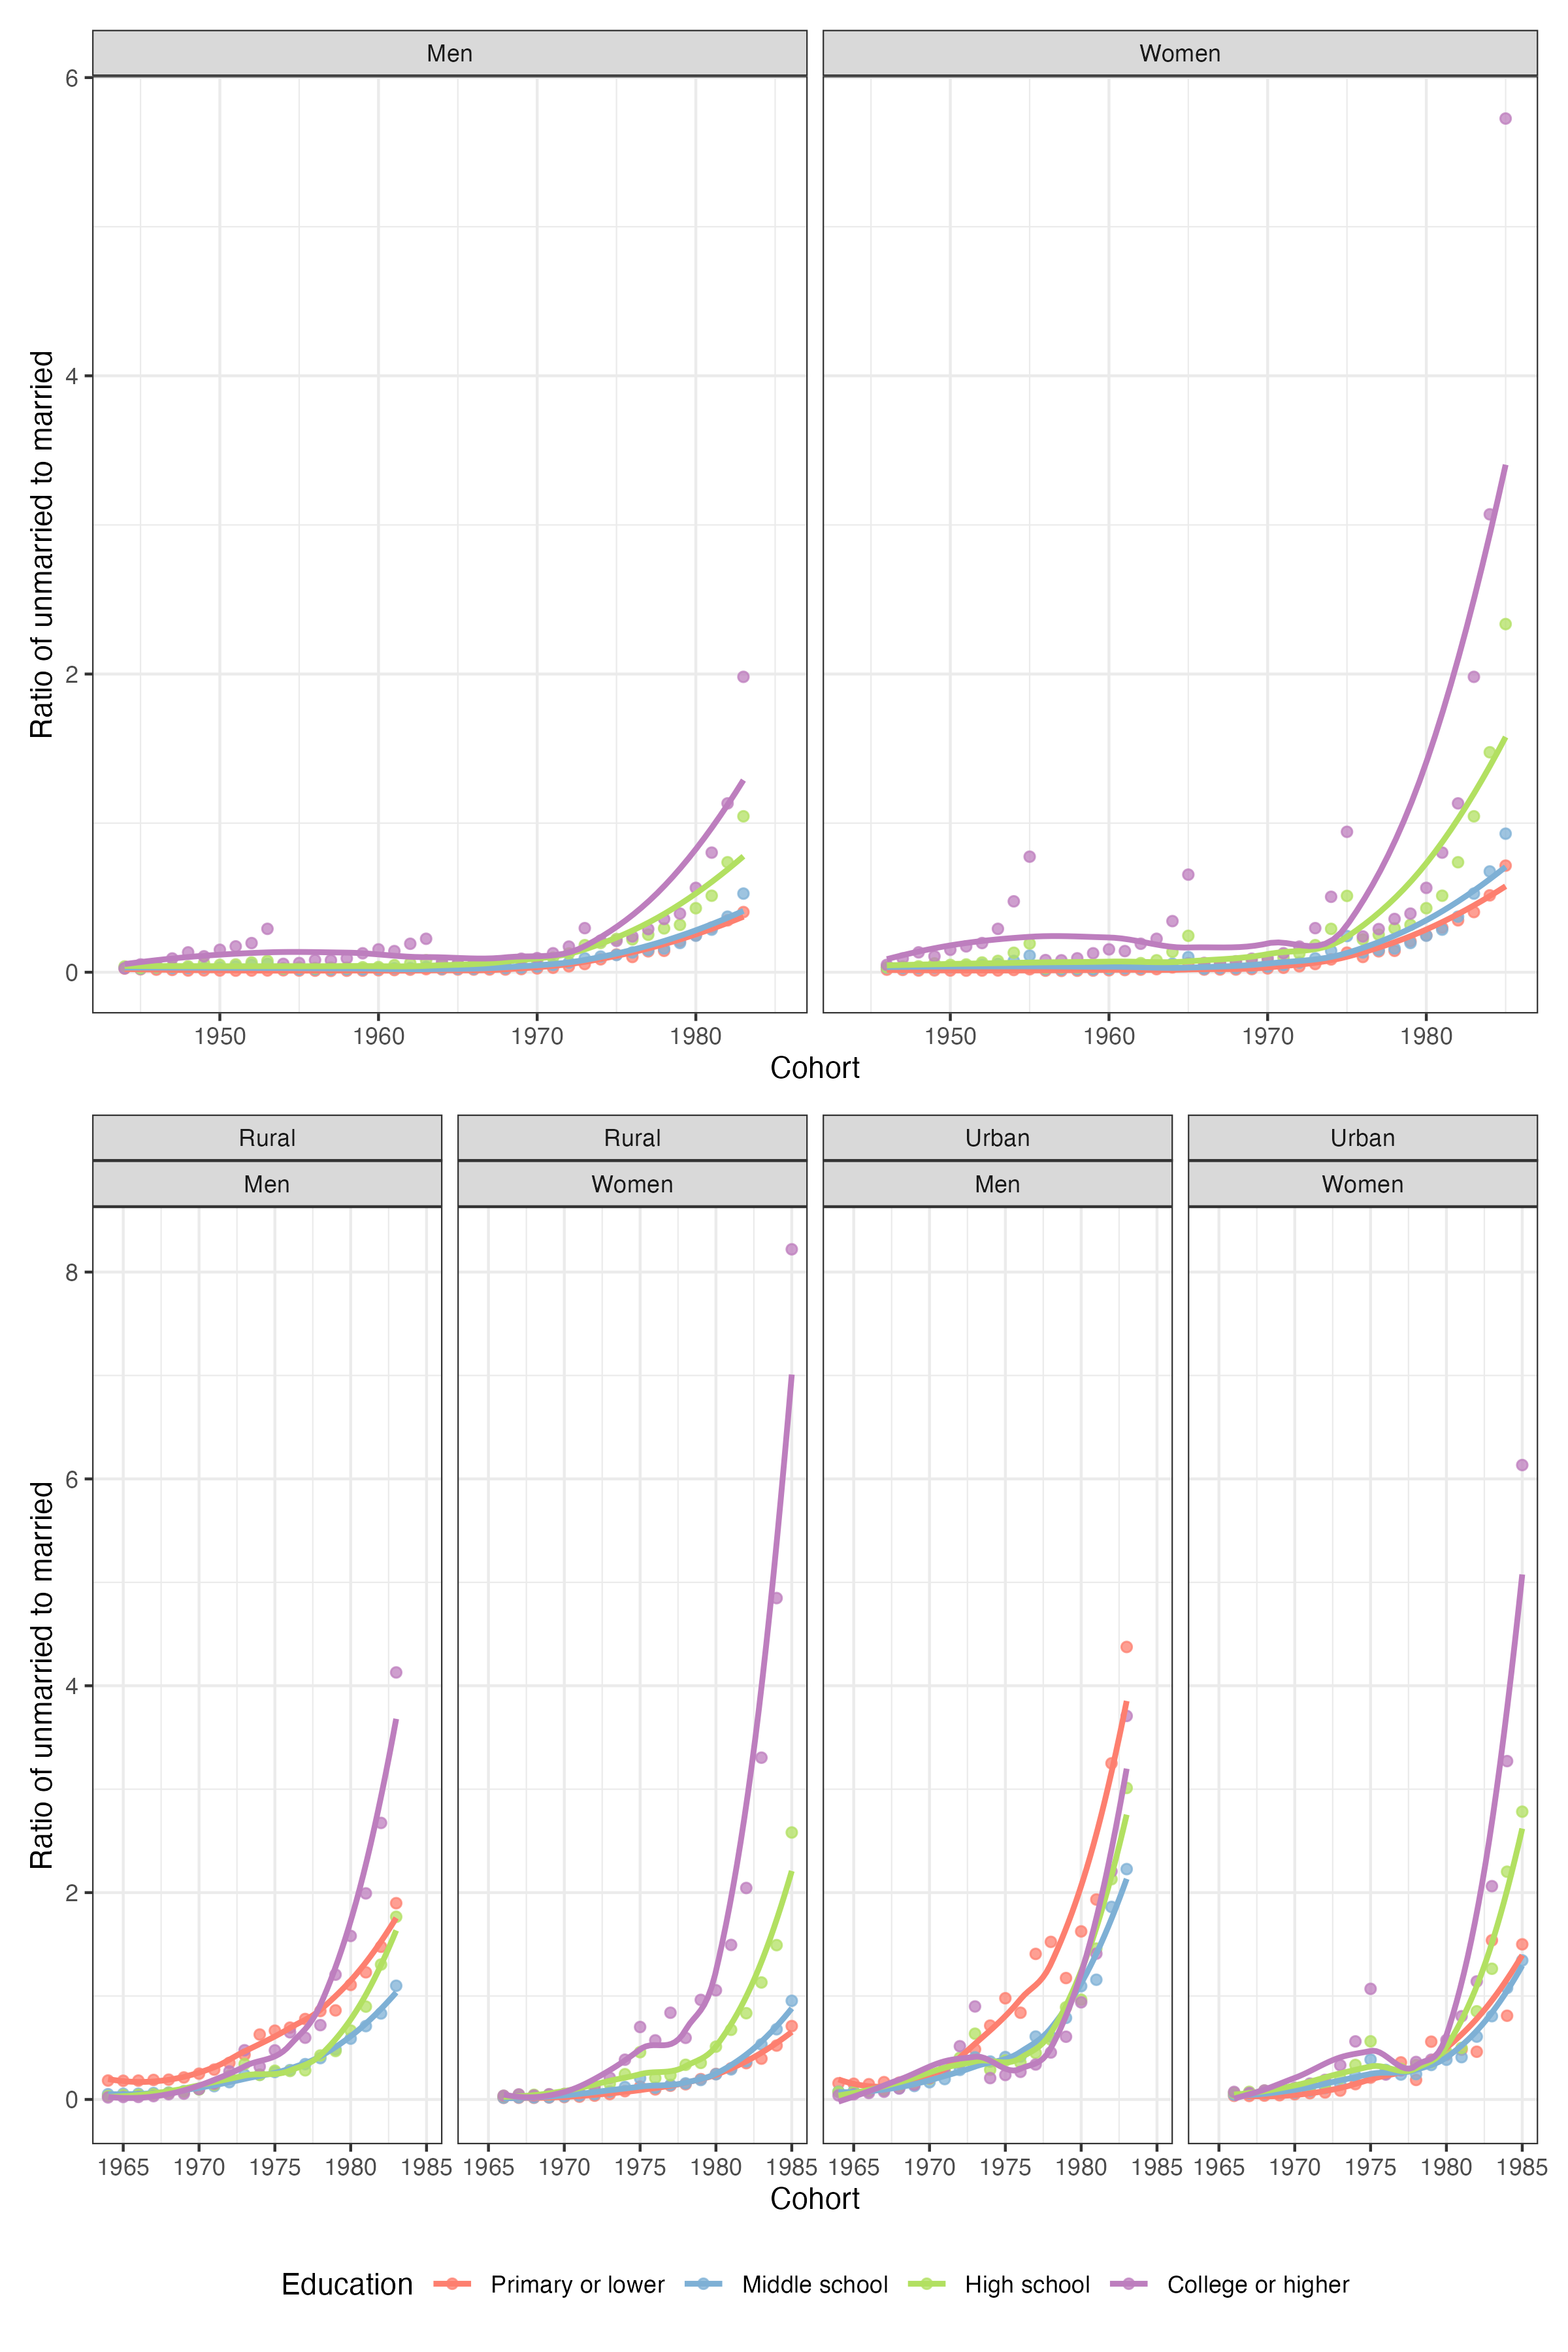 Men Women
6
4
2
0
Ratio of unmarried to married
1950 1960 1970 1980 1950 1960 1970 1980
Cohort
Rural Rural Urban Urban
Men Women Men Women
8
6
4
2
0
Ratio of unmarried to married
1965 1970 1975 1980 1985 1965 1970 1975 1980 1985 1965 1970 1975 1980 1985 1965 1970 1975 1980 1985
Cohort
Education Primary or lower Middle school High school College or higher